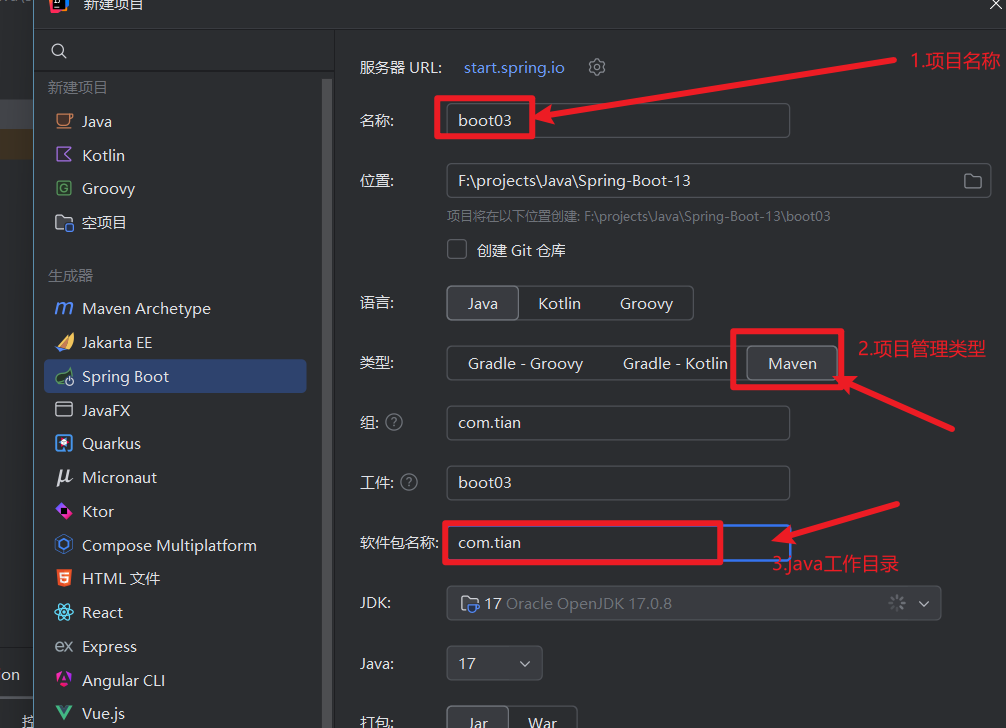 新建项目
新建项目
Java
Kotlin
Groovy
空项目
生成器
Maven Archetype
Jakarta EE
Spring Boot
JavaFX
Quarkus
Micronaut
Ktor
Compose Multiplatform
HTML 文件
React
Express
Angular CLI
Vue.js
服务器 URL: start.spring.io
1.项目名称
名称: boot03
位置: F:\projects\Java\Spring-Boot-13
项目将在以下位置创建: F:\projects\Java\Spring-Boot-13\boot03
创建 Git 仓库
语言: Java Kotlin Groovy
类型: Gradle - Groovy Gradle - Kotlin Maven
2.项目管理类型
组: com.tian
工件: boot03
软件包名称: com.tian
3.java工作目录
JDK: 17 Oracle OpenJDK 17.0.8
Java: 17
打包: Jar War
on